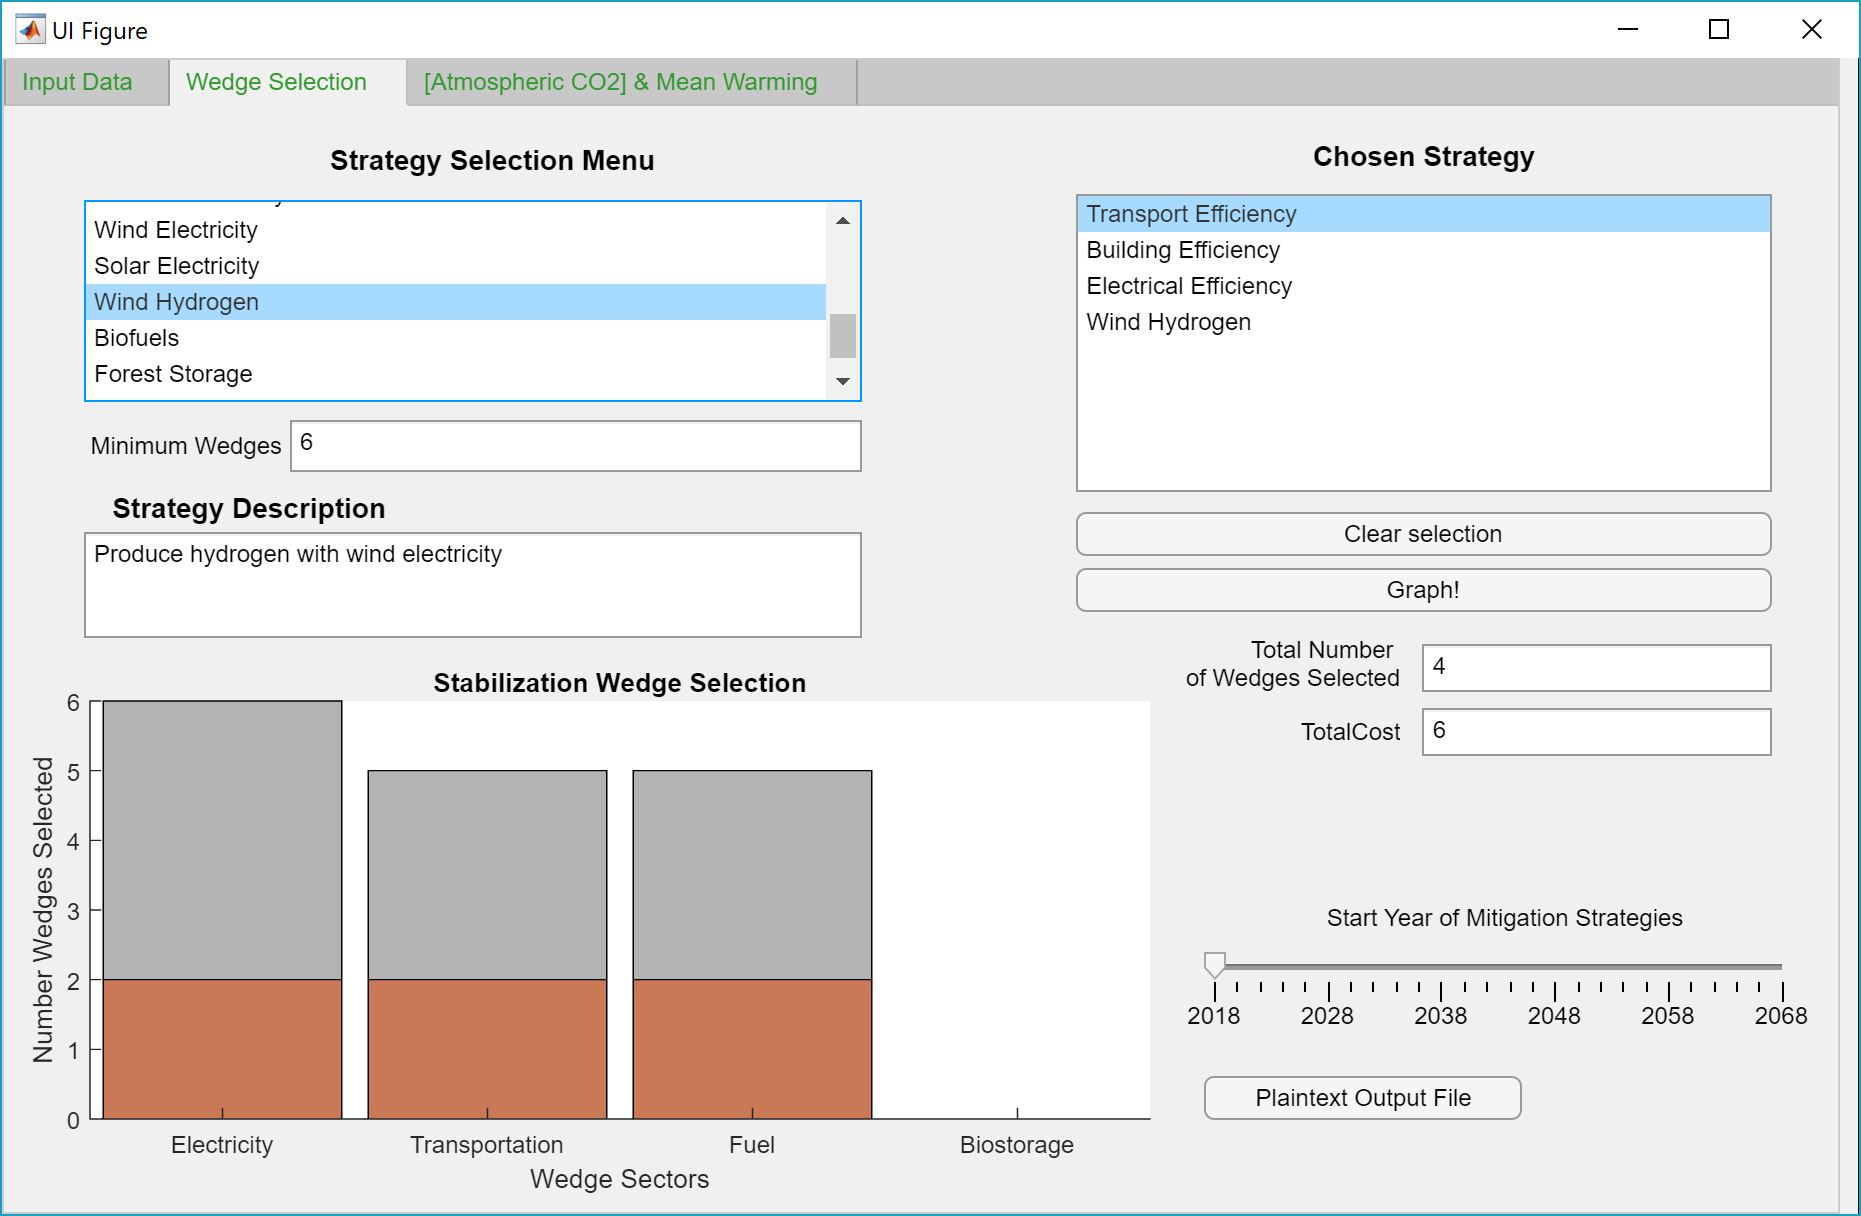 UI Figure
Input Data
Wedge Selection
[Atmospheric CO2] & Mean Warming
Strategy Selection Menu
Wind Electricity
Solar Electricity
Wind Hydrogen
Biofuels
Forest Storage
Minimum Wedges
6
Strategy Description
Produce hydrogen with wind electricity
Chosen Strategy
Transport Efficiency
Building Efficiency
Electrical Efficiency
Wind Hydrogen
Clear selection
Graph!
Total Number
of Wedges Selected
4
TotalCost
6
Stabilization Wedge Selection
Number Wedges Selected
6
5
4
3
2
1
0
Electricity
Transportation
Fuel
Biostorage
Wedge Sectors
Start Year of Mitigation Strategies
2018
2028
2038
2048
2058
2068
Plaintext Output File